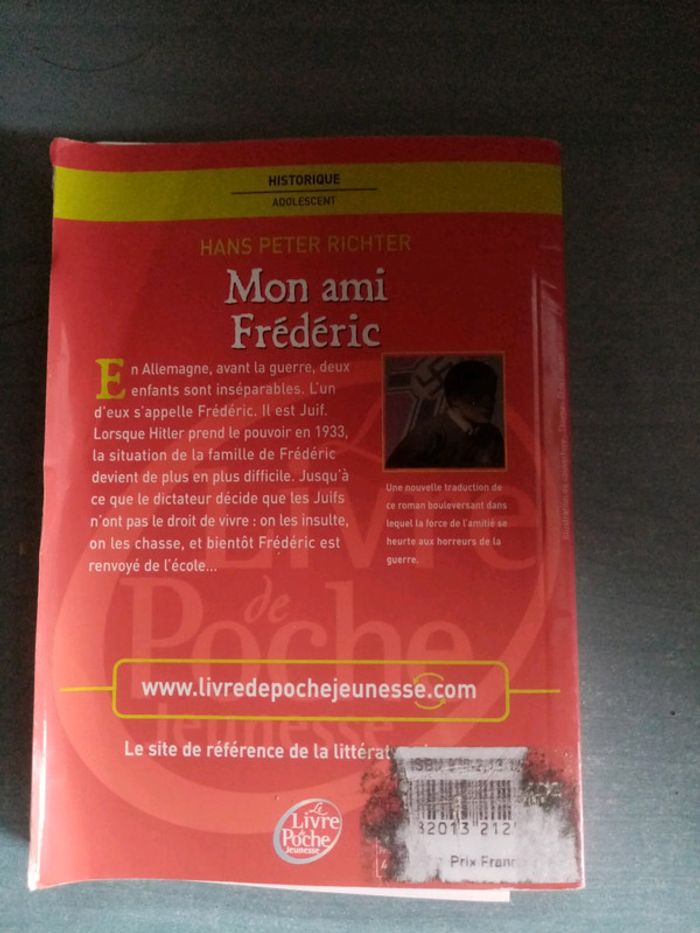 HISTORIQUE
ADOLESCENT
HANS PETER RICHTER
Mon ami
Frédéric
En Allemagne, avant la guerre, deux
enfants sont inséparables. L'un
d'eux s'appelle Frédéric. Il est Juif.
Lorsque Hitler prend le pouvoir en 1933,
la situation de la famille de Frédéric
devient de plus en plus difficile. Jusqu'à
ce que le dictateur décide que les Juifs
n'ont pas le droit de vivre : on les insulte,
on les chasse, et bientôt Frédéric est
renvoyé de l'école...
Une nouvelle traduction de
ce roman bouleversant dans
lequel la force de l'amitié se
heurte aux horreurs de la
guerre.
Livre
de
Poche
Jeunesse
www.livredepochejeunesse.com
Le site de référence de la
ISBN
Prix
Le
Livre
de
Poche
Jeunesse